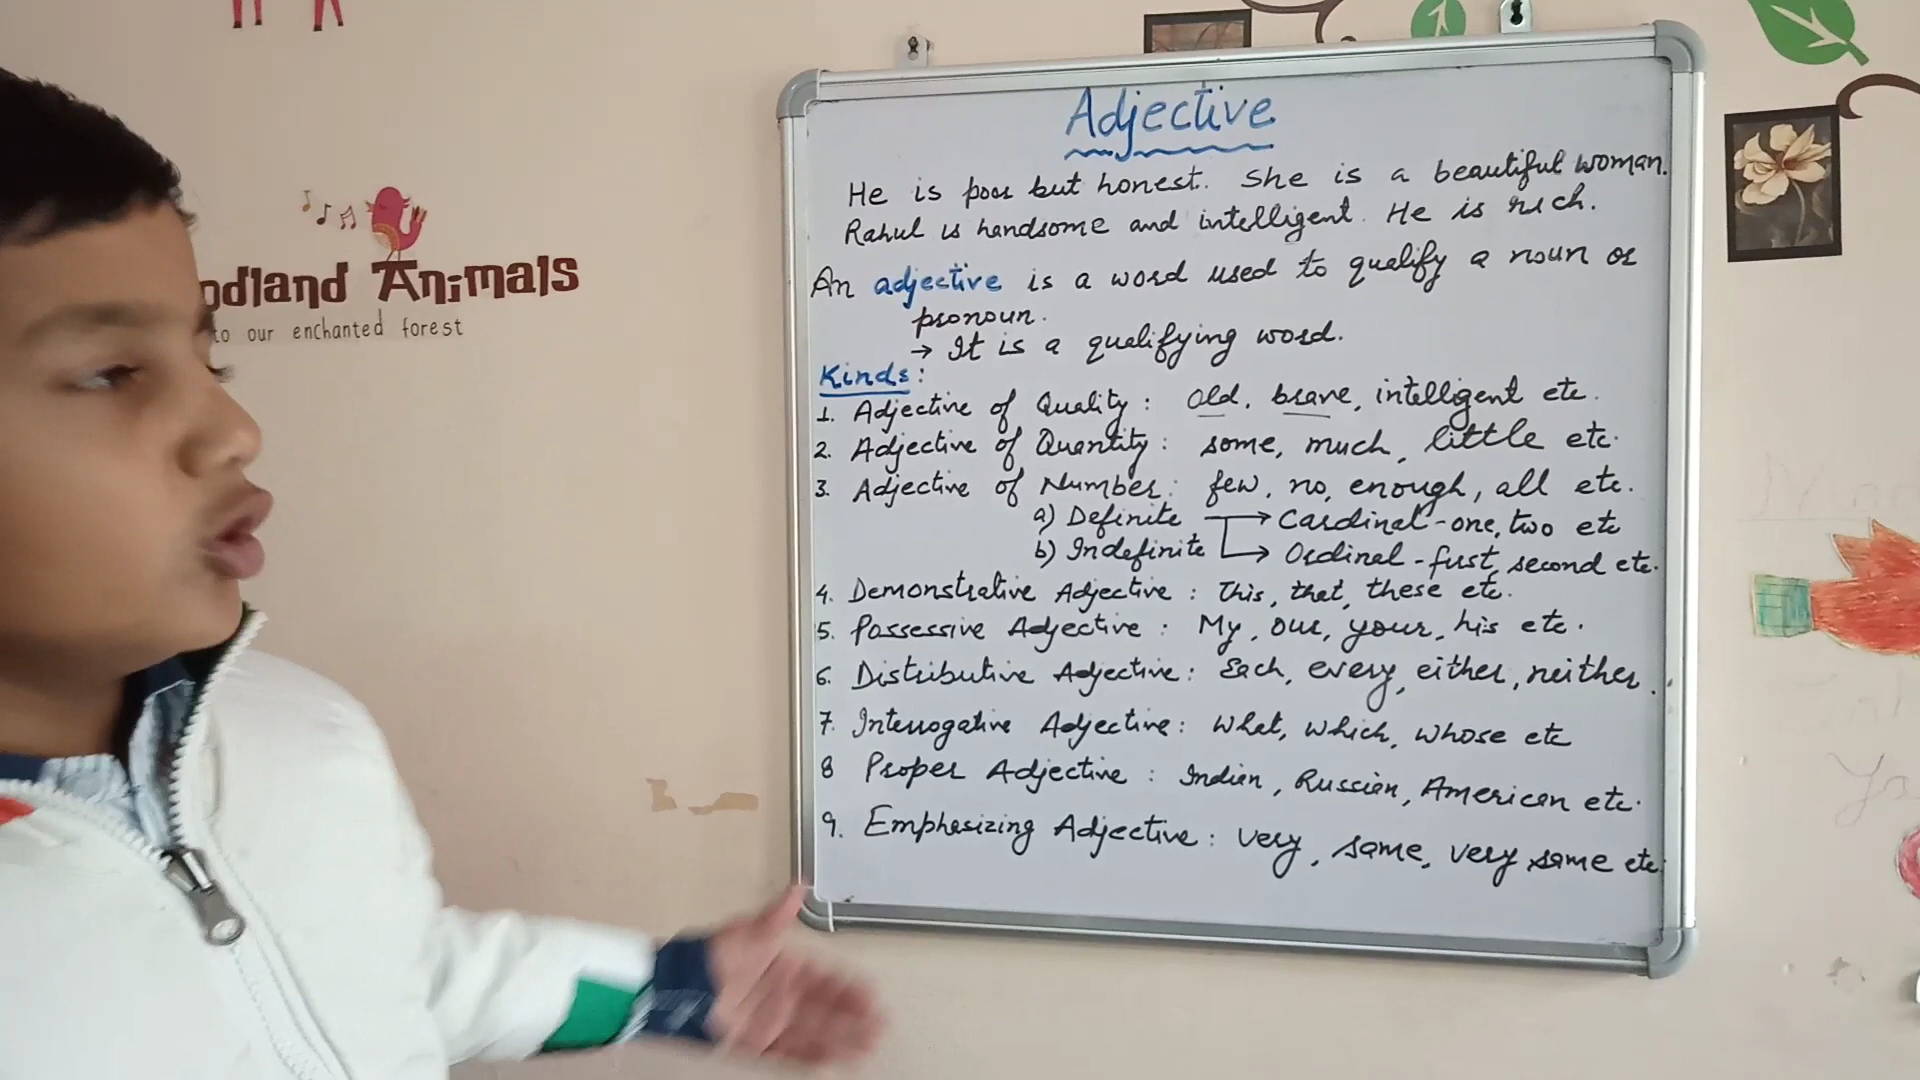 odland Animals
to our enchanted forest
Adjective
He is poor but honest. She is a beautiful woman.
Rahul is handsome and intelligent. He is rich.
An adjective is a word used to qualify a noun or
pronoun.
→ It is a qualifying word.
Kinds:
1. Adjective of Quality: Old, brave, intelligent etc.
2. Adjective of Quantity: some, much, little etc.
3. Adjective of Number: few, no, enough, all etc.
a) Definite → Cardinal - one, two etc
b) Indefinite → Ordinal - first, second etc.
4. Demonstrative Adjective: This, that, these etc.
5. Possessive Adjective: My, our, your, his etc.
6. Distributive Adjective: Each, every, either, neither.
7. Interrogative Adjective: What, which, whose etc
8 Proper Adjective: Indian, Russian, American etc.
9. Emphasizing Adjective: Very, same, very same etc.